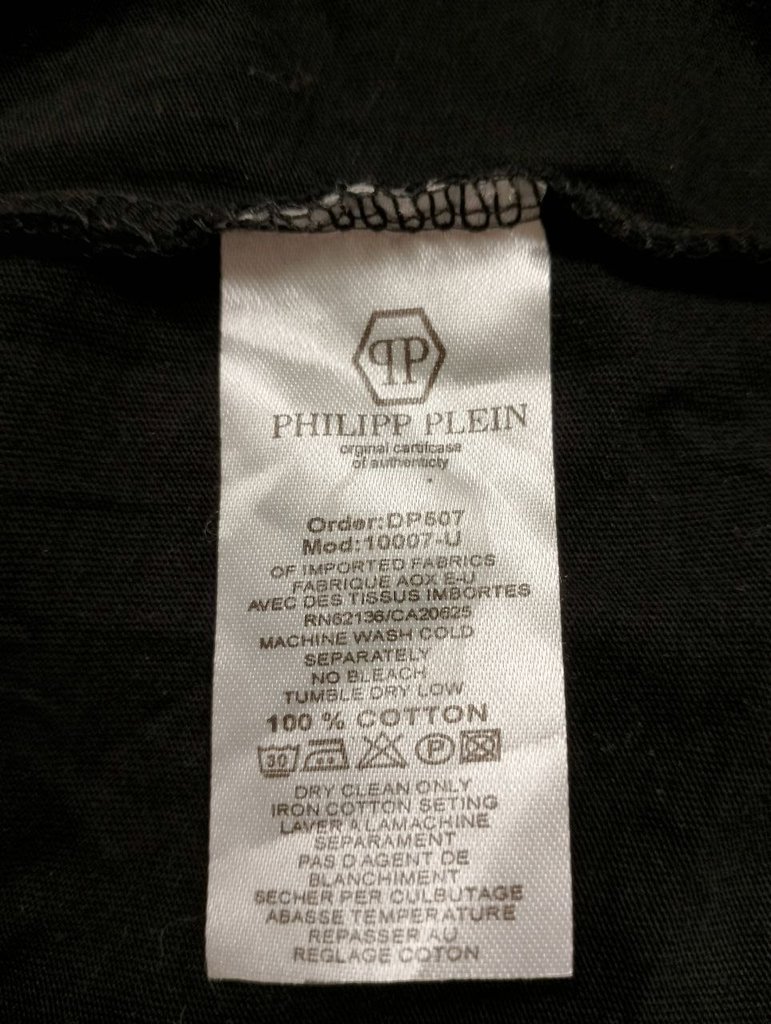 PP
PHILIPP PLEIN
orginal cartficase
of authenticty
Order:DP507
Mod:10007-U
OF IMPORTED FABRICS
FABRIQUE AOX E-U
AVEC DES TISSUS IMBORTES
RN62136/CA20625
MACHINE WASH COLD
SEPARATELY
NO BLEACH
TUMBLE DRY LOW
100 % COTTON
30 P
DRY CLEAN ONLY
IRON COTTON SETING
LAVER A LAMACHINE
SEPARAMENT
PAS D AGENT DE
BLANCHIMENT
SECHER PER CULBUTAGE
ABASSE TEMPERATURE
REPASSER AU
REGLAGE COTON